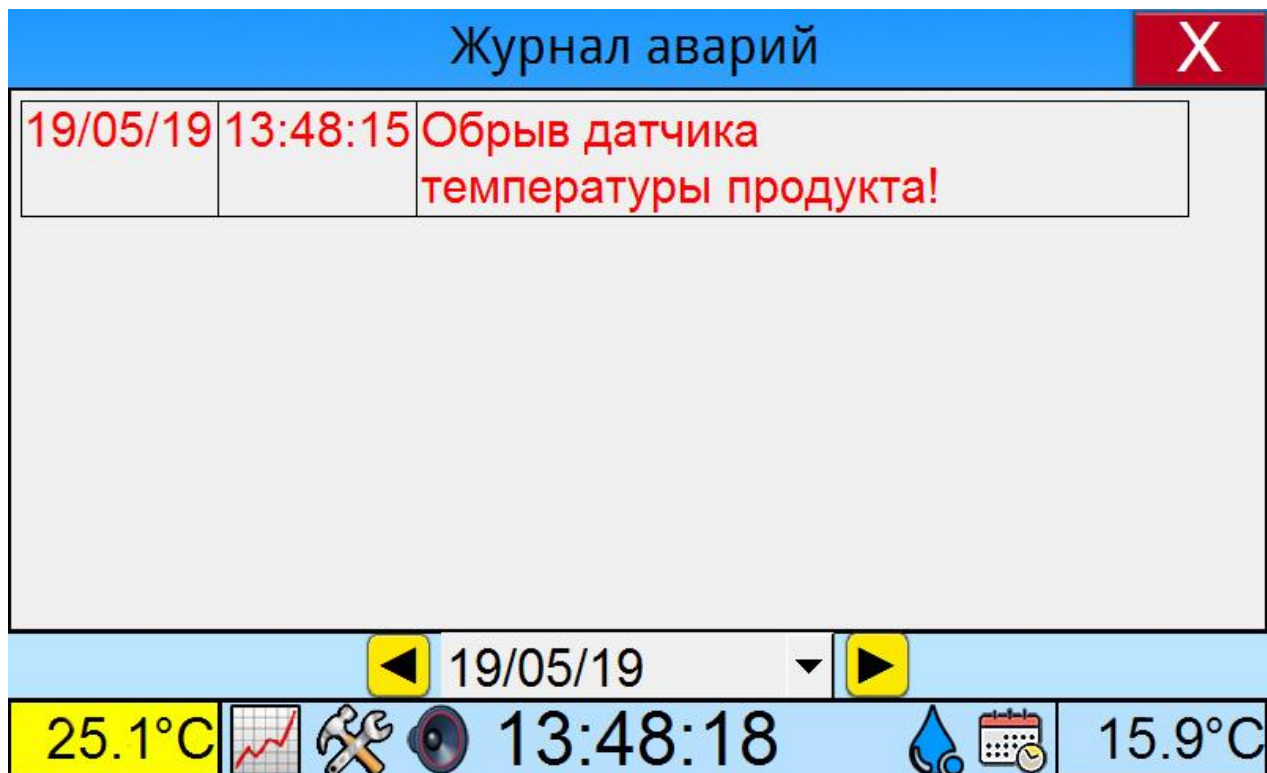 Журнал аварий
X
19/05/19 13:48:15 Обрыв датчика
температуры продукта!
19/05/19
25.1°C 13:48:18 15.9°C